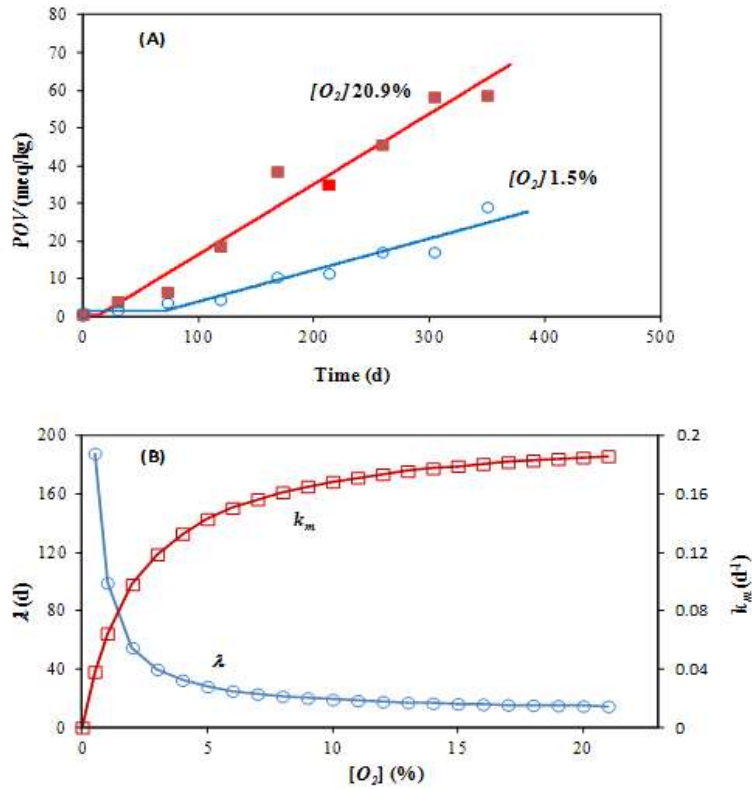 80
(A)
70
60
[O₂] 20.9%
50
POV (meq/kg)
40
[O₂] 1.5%
30
20
10
0
0 100 200 300 400 500
Time (d)
200 0.2
(B)
160 0.16
k_m
120 0.12
λ (d) k_m (d⁻¹)
80 0.08
λ
40 0.04
0 0
0 5 10 15 20
[O₂] (%)